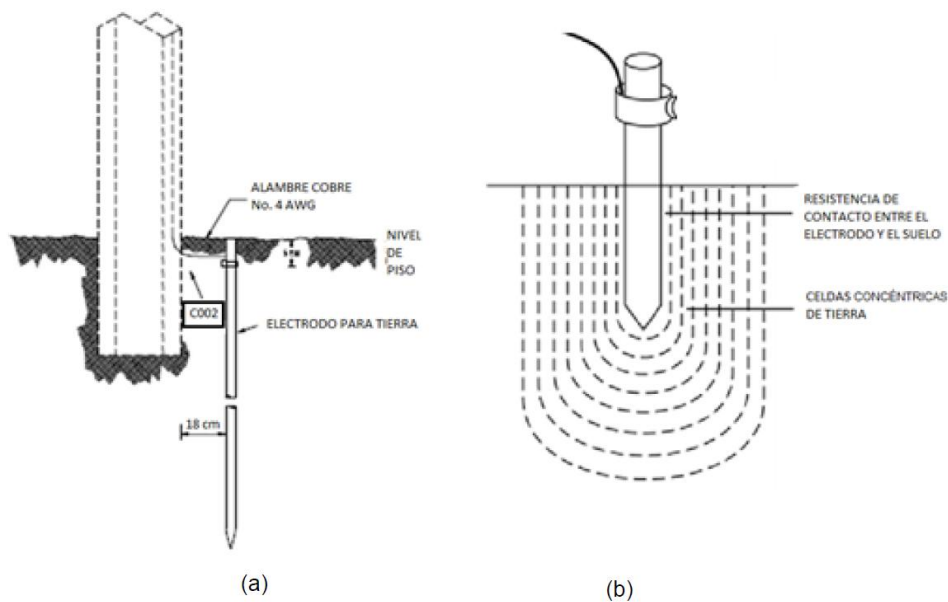 ALAMBRE COBRE
No. 4 AWG
NIVEL
DE
PISO
C002
ELECTRODO PARA TIERRA
18 cm
(a)
RESISTENCIA DE
CONTACTO ENTRE EL
ELECTRODO Y EL SUELO
CELDAS CONCÉNTRICAS
DE TIERRA
(b)